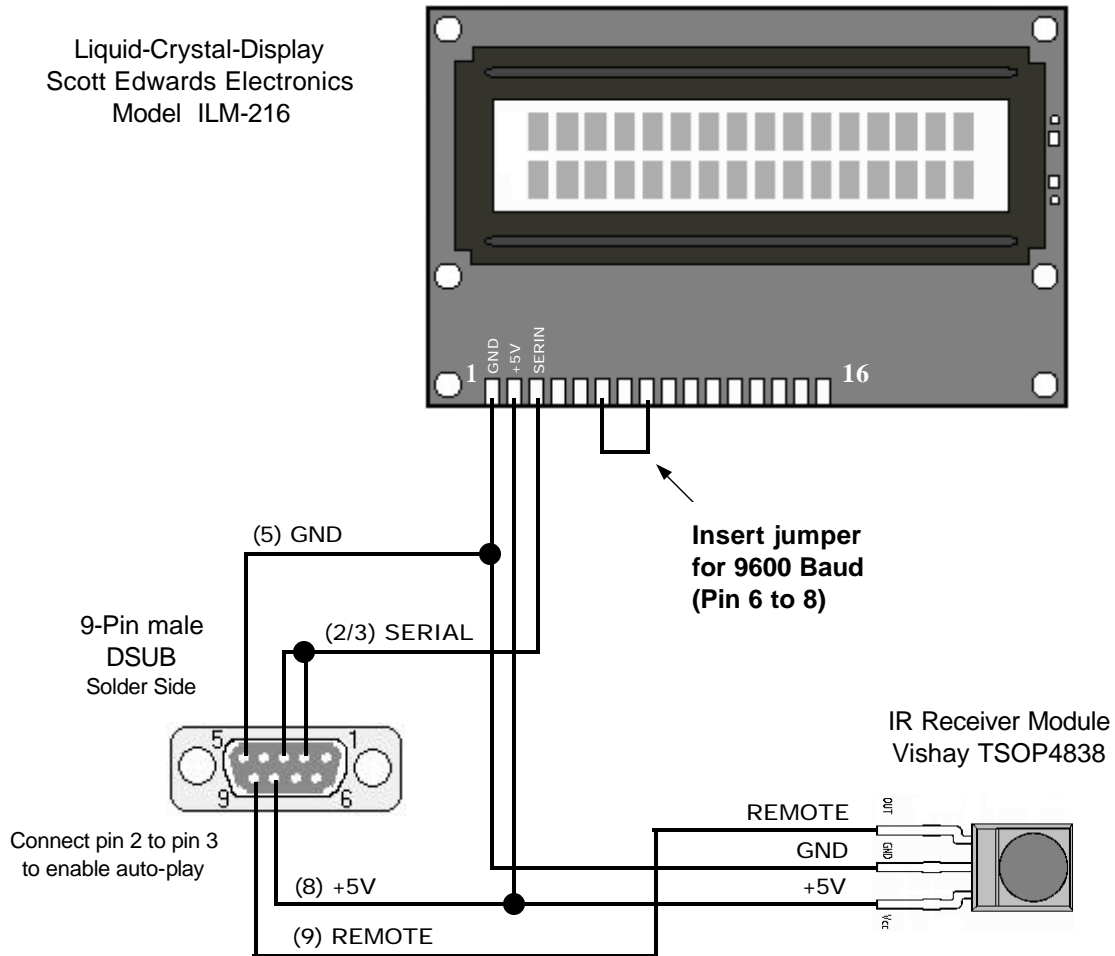 Liquid-Crystal-Display
Scott Edwards Electronics
Model ILM-216
1
GND
+5V
SERIN
16
Insert jumper
for 9600 Baud
(Pin 6 to 8)
(5) GND
(2/3) SERIAL
9-Pin male
DSUB
Solder Side
5
1
9
6
Connect pin 2 to pin 3
to enable auto-play
(8) +5V
(9) REMOTE
IR Receiver Module
Vishay TSOP4838
REMOTE
GND
+5V
OUT
GND
Vcc